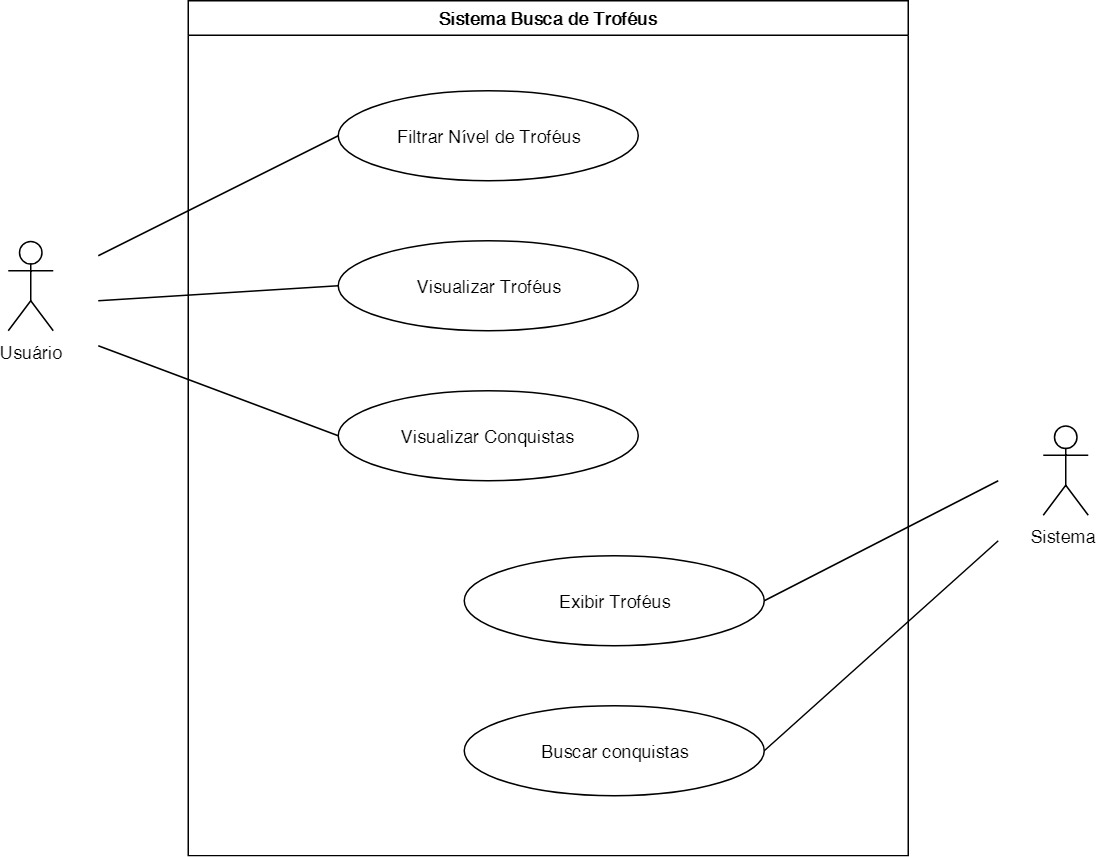 Sistema Busca de Troféus
Filtrar Nível de Troféus
Visualizar Troféus
Usuário
Visualizar Conquistas
Sistema
Exibir Troféus
Buscar conquistas